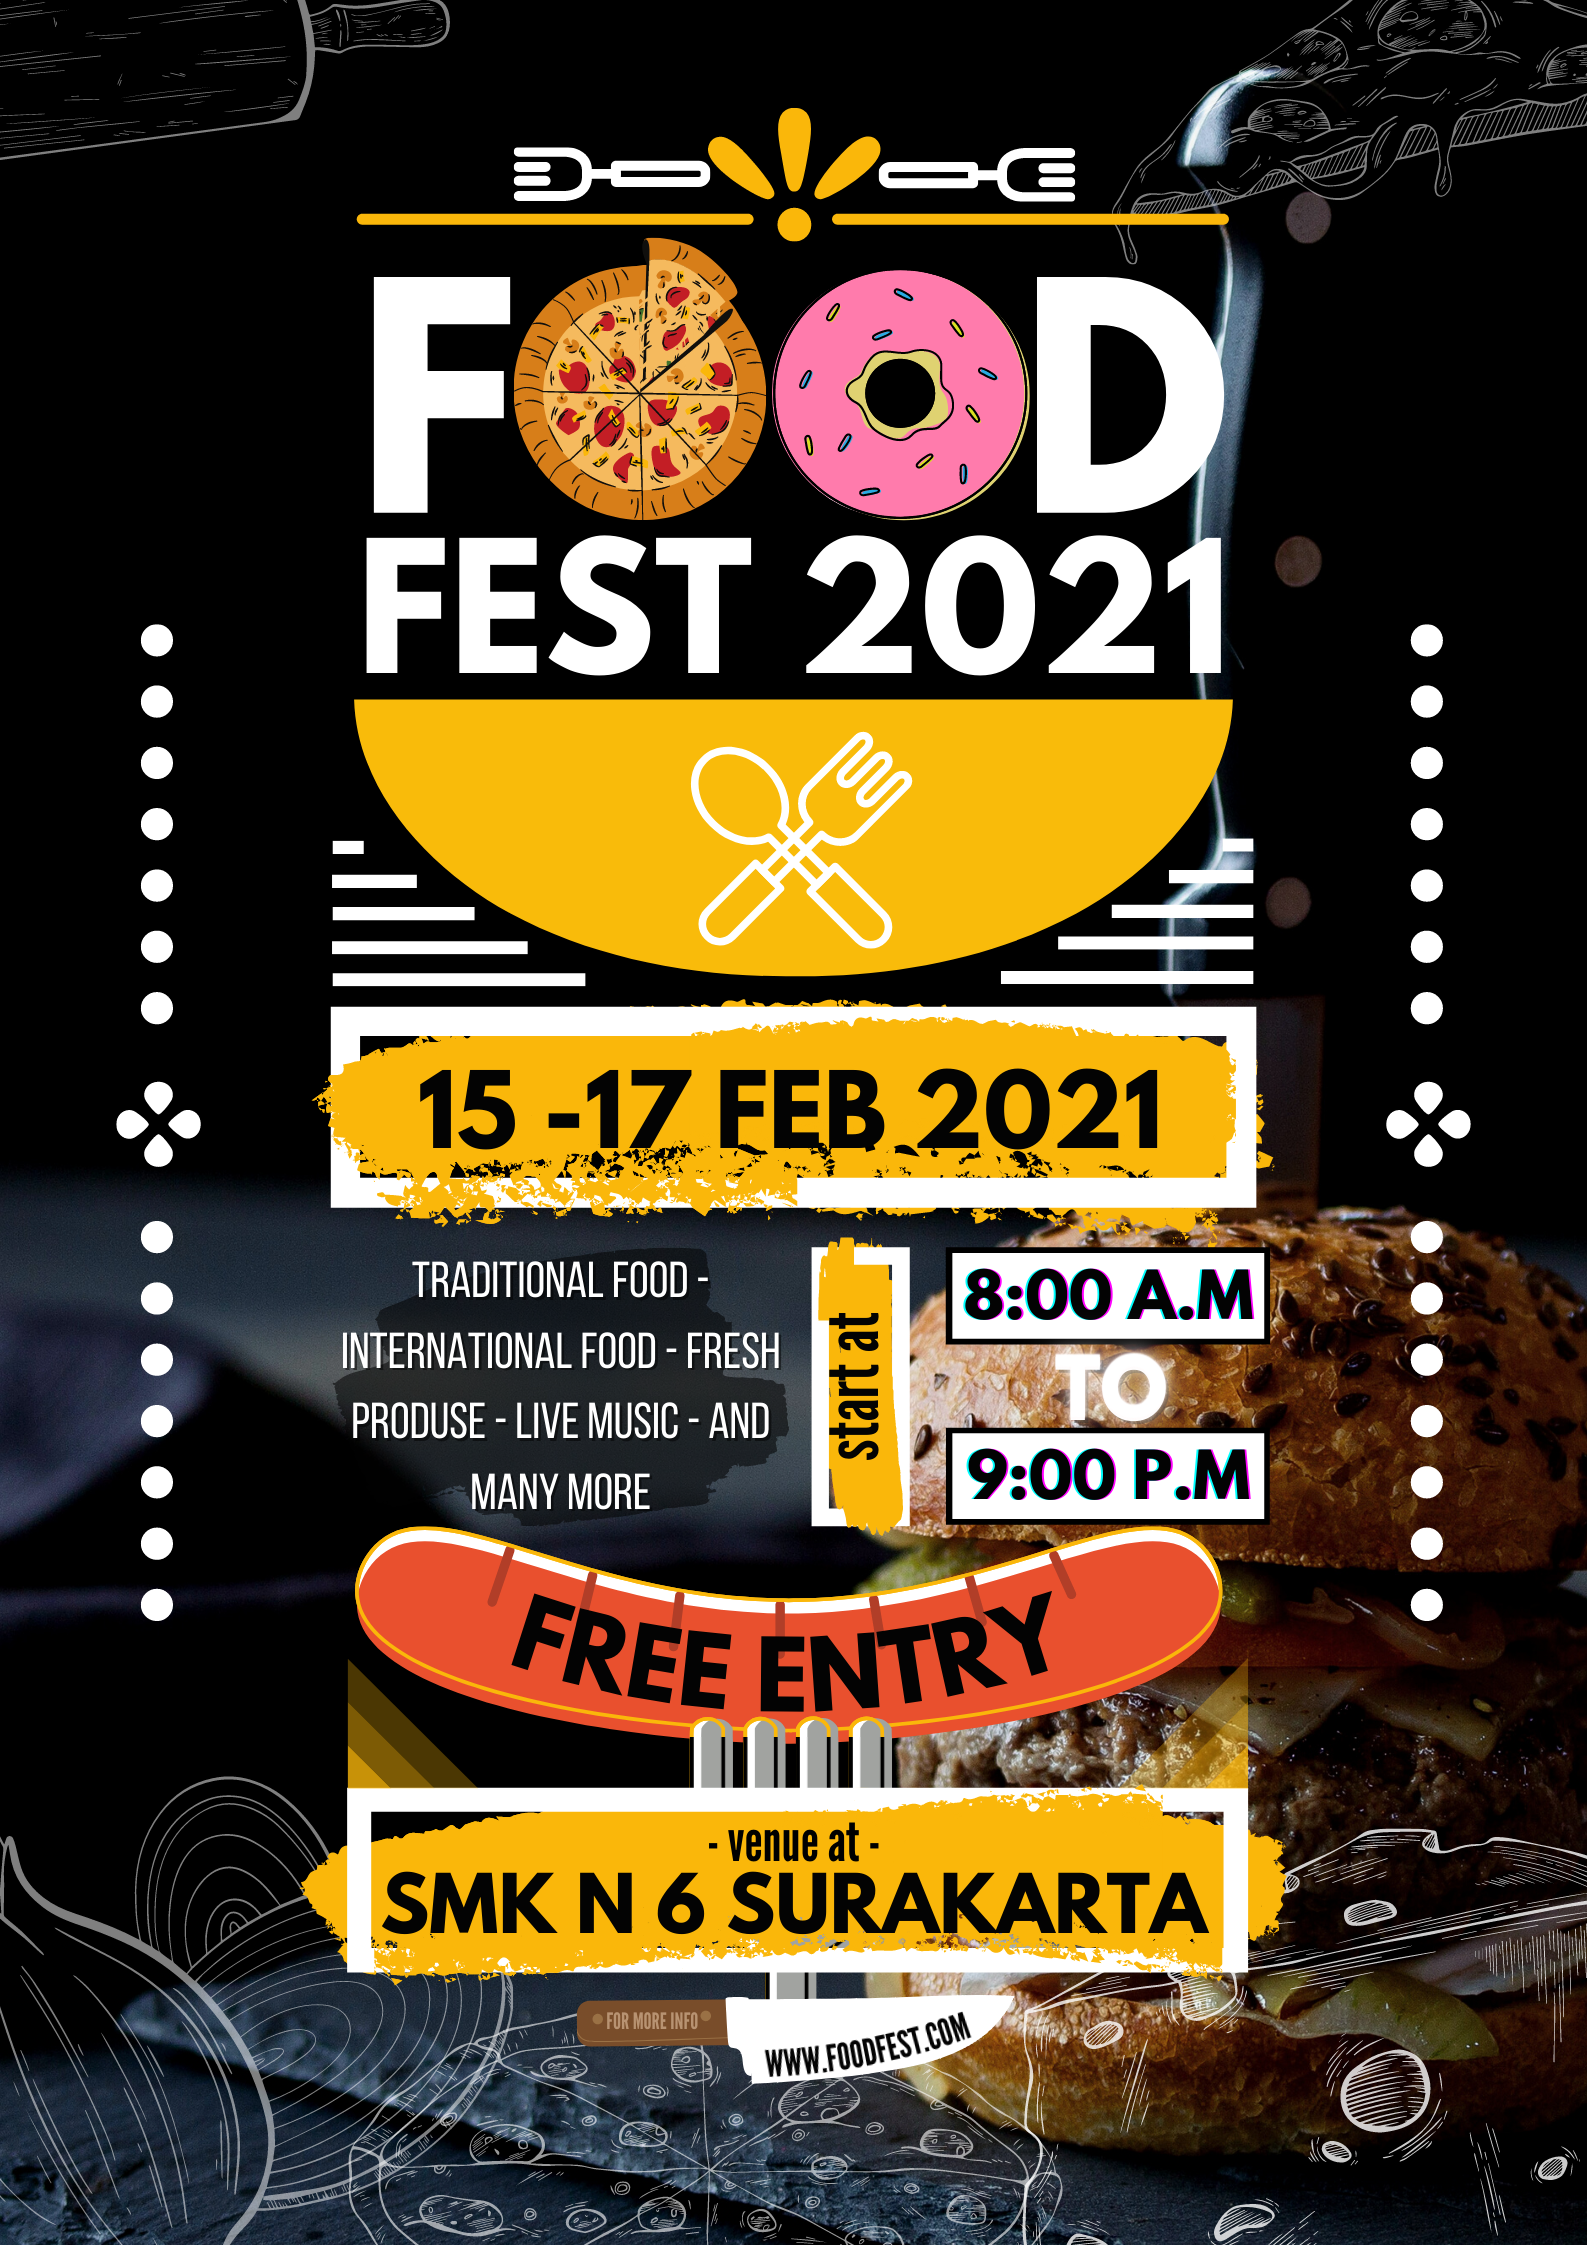 FOOD
FEST 2021
15 -17 FEB 2021
TRADITIONAL FOOD -
INTERNATIONAL FOOD - FRESH
PRODUSE - LIVE MUSIC - AND
MANY MORE
start at
8:00 A.M
TO
9:00 P.M
FREE ENTRY
- venue at -
SMK N 6 SURAKARTA
FOR MORE INFO
WWW.FOODFEST.COM